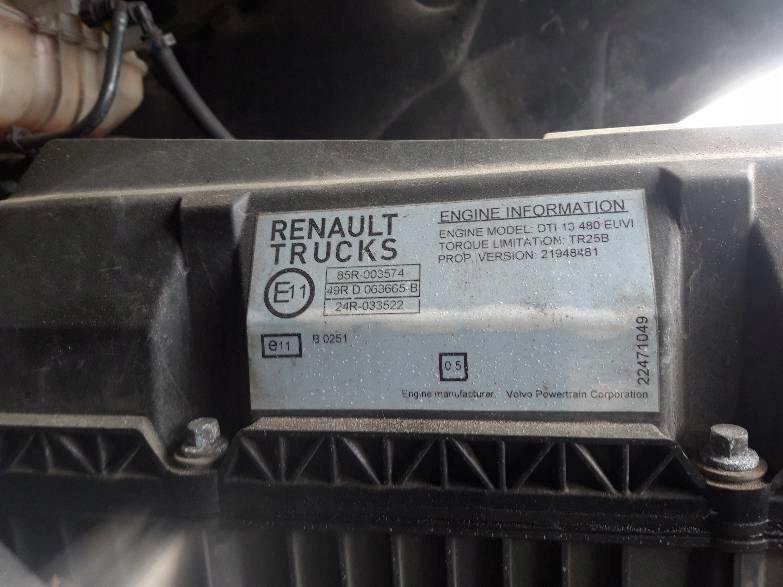 RENAULT
TRUCKS
ENGINE INFORMATION
ENGINE MODEL: DTI 13 480 EUVI
TORQUE LIMITATION: TR25B
PROP. VERSION: 21948481
E11
85R-003574
49R D 063665-B
24R-033522
e11
B 0251
0.5
Engine manufacturer. Volvo Powertrain Corporation
22471049